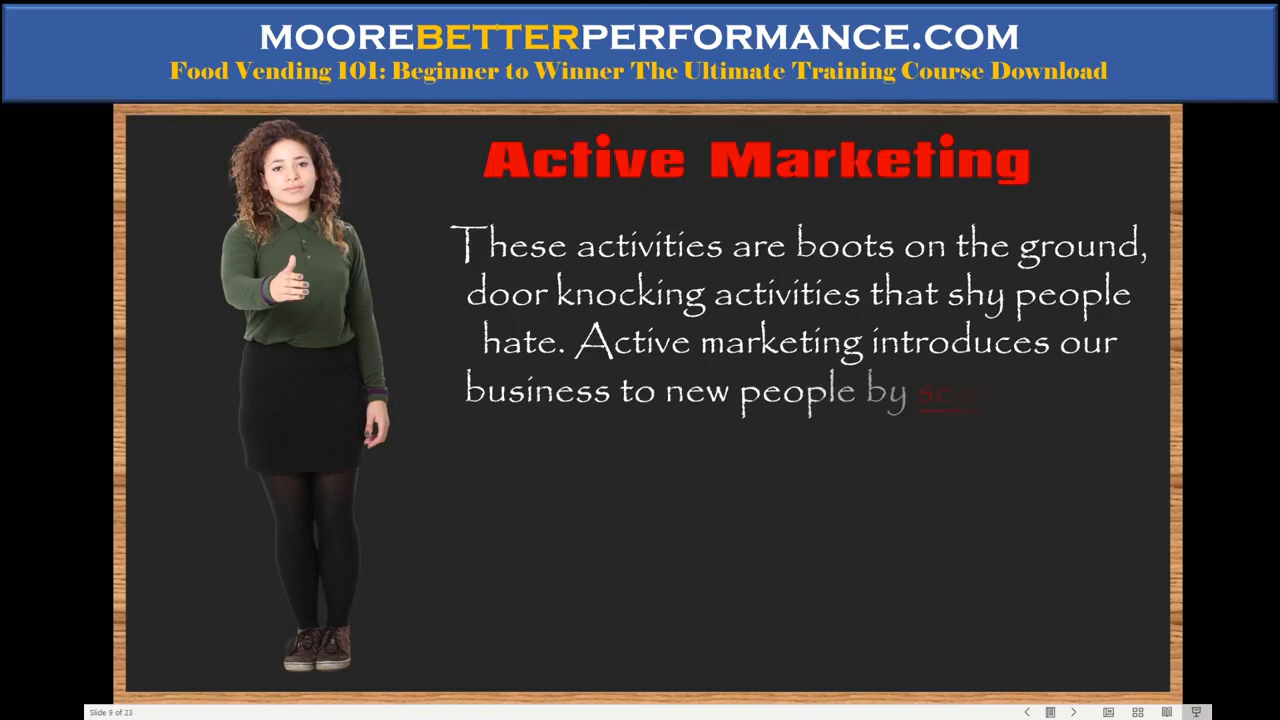 MOOREBETTERPERFORMANCE.COM
Food Vending 101: Beginner to Winner The Ultimate Training Course Download
Active Marketing
These activities are boots on the ground,
door knocking activities that shy people
hate. Active marketing introduces our
business to new people by
Slide 9 of 23